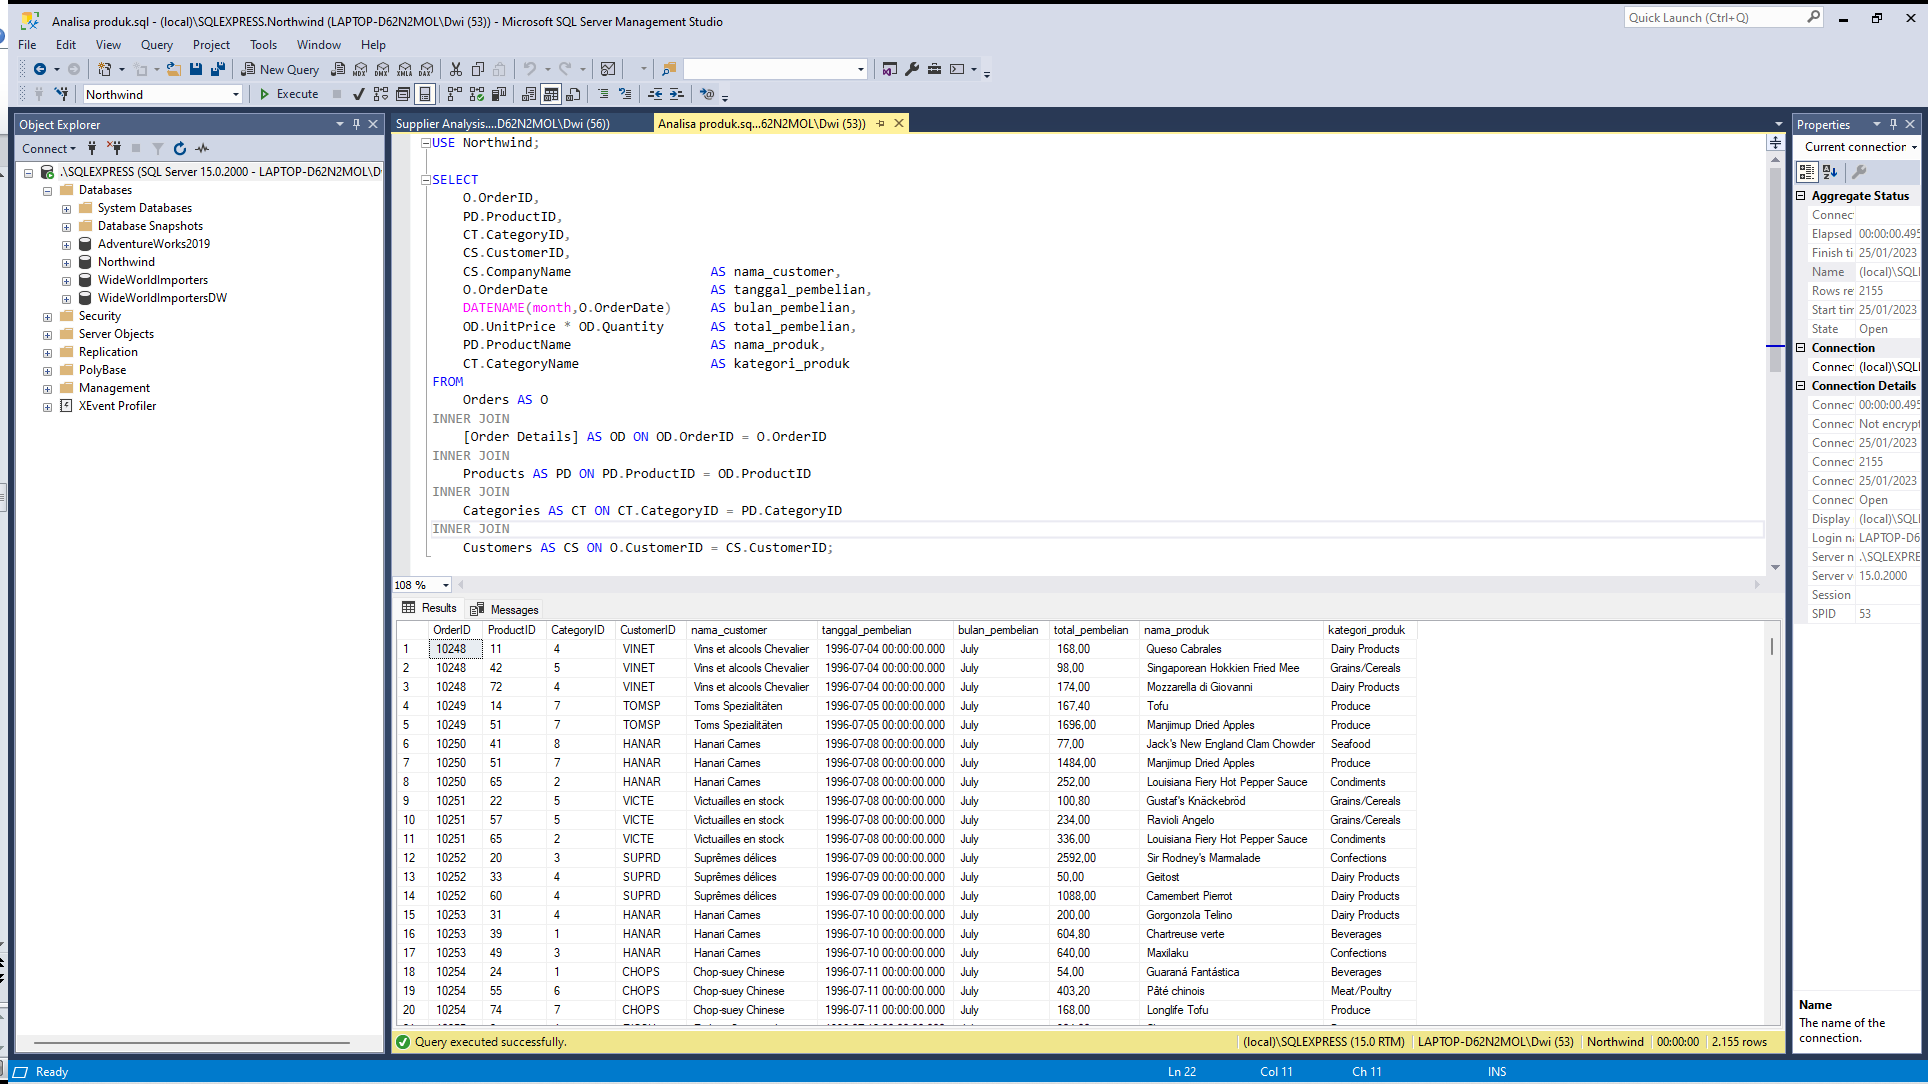 Analisa produk.sql - (local)\SQLEXPRESS.Northwind (LAPTOP-D62N2MOL\Dwi (53)) - Microsoft SQL Server Management Studio
Quick Launch (Ctrl+Q)
File Edit View Query Project Tools Window Help
New Query
Northwind Execute
Object Explorer
Connect
.\SQLEXPRESS (SQL Server 15.0.2000 - LAPTOP-D62N2MOL\D
Databases
System Databases
Database Snapshots
AdventureWorks2019
Northwind
WideWorldImporters
WideWorldImportersDW
Security
Server Objects
Replication
PolyBase
Management
XEvent Profiler
Supplier Analysis....D62N2MOL\Dwi (56)) Analisa produk.sq...62N2MOL\Dwi (53))
USE Northwind;
SELECT
O.OrderID,
PD.ProductID,
CT.CategoryID,
CS.CustomerID,
CS.CompanyName AS nama_customer,
O.OrderDate AS tanggal_pembelian,
DATENAME(month,O.OrderDate) AS bulan_pembelian,
OD.UnitPrice * OD.Quantity AS total_pembelian,
PD.ProductName AS nama_produk,
CT.CategoryName AS kategori_produk
FROM
Orders AS O
INNER JOIN
[Order Details] AS OD ON OD.OrderID = O.OrderID
INNER JOIN
Products AS PD ON PD.ProductID = OD.ProductID
INNER JOIN
Categories AS CT ON CT.CategoryID = PD.CategoryID
INNER JOIN
Customers AS CS ON O.CustomerID = CS.CustomerID;
108 %
Results Messages
OrderID ProductID CategoryID CustomerID nama_customer tanggal_pembelian bulan_pembelian total_pembelian nama_produk kategori_produk
1 10248 11 4 VINET Vins et alcools Chevalier 1996-07-04 00:00:00.000 July 168,00 Queso Cabrales Dairy Products
2 10248 42 5 VINET Vins et alcools Chevalier 1996-07-04 00:00:00.000 July 98,00 Singaporean Hokkien Fried Mee Grains/Cereals
3 10248 72 4 VINET Vins et alcools Chevalier 1996-07-04 00:00:00.000 July 174,00 Mozzarella di Giovanni Dairy Products
4 10249 14 7 TOMSP Toms Spezialitäten 1996-07-05 00:00:00.000 July 167,40 Tofu Produce
5 10249 51 7 TOMSP Toms Spezialitäten 1996-07-05 00:00:00.000 July 1696,00 Manjimup Dried Apples Produce
6 10250 41 8 HANAR Hanari Carnes 1996-07-08 00:00:00.000 July 77,00 Jack's New England Clam Chowder Seafood
7 10250 51 7 HANAR Hanari Carnes 1996-07-08 00:00:00.000 July 1484,00 Manjimup Dried Apples Produce
8 10250 65 2 HANAR Hanari Carnes 1996-07-08 00:00:00.000 July 252,00 Louisiana Fiery Hot Pepper Sauce Condiments
9 10251 22 5 VICTE Victuailles en stock 1996-07-08 00:00:00.000 July 100,80 Gustaf's Knäckebröd Grains/Cereals
10 10251 57 5 VICTE Victuailles en stock 1996-07-08 00:00:00.000 July 234,00 Ravioli Angelo Grains/Cereals
11 10251 65 2 VICTE Victuailles en stock 1996-07-08 00:00:00.000 July 336,00 Louisiana Fiery Hot Pepper Sauce Condiments
12 10252 20 3 SUPRD Suprêmes délices 1996-07-09 00:00:00.000 July 2592,00 Sir Rodney's Marmalade Confections
13 10252 33 4 SUPRD Suprêmes délices 1996-07-09 00:00:00.000 July 50,00 Geitost Dairy Products
14 10252 60 4 SUPRD Suprêmes délices 1996-07-09 00:00:00.000 July 1088,00 Camembert Pierrot Dairy Products
15 10253 31 4 HANAR Hanari Carnes 1996-07-10 00:00:00.000 July 200,00 Gorgonzola Telino Dairy Products
16 10253 39 1 HANAR Hanari Carnes 1996-07-10 00:00:00.000 July 604,80 Chartreuse verte Beverages
17 10253 49 3 HANAR Hanari Carnes 1996-07-10 00:00:00.000 July 640,00 Maxilaku Confections
18 10254 24 1 CHOPS Chop-suey Chinese 1996-07-11 00:00:00.000 July 54,00 Guaraná Fantástica Beverages
19 10254 55 6 CHOPS Chop-suey Chinese 1996-07-11 00:00:00.000 July 403,20 Pâté chinois Meat/Poultry
20 10254 74 7 CHOPS Chop-suey Chinese 1996-07-11 00:00:00.000 July 168,00 Longlife Tofu Produce
Query executed successfully. (local)\SQLEXPRESS (15.0 RTM) LAPTOP-D62N2MOL\Dwi (53) Northwind 00:00:00 2.155 rows
Properties
Current connection
Aggregate Status
Connec
Elapsed 00:00:00.495
Finish ti 25/01/2023
Name (local)\SQLI
Rows re 2155
Start tim 25/01/2023
State Open
Connection
Connec (local)\SQLI
Connection Details
Connec 00:00:00.495
Connec Not encrypt
Connec 25/01/2023
Connec 2155
Connec 25/01/2023
Connec Open
Display (local)\SQLI
Login na LAPTOP-D6
Server n .\SQLEXPRE
Server v 15.0.2000
Session
SPID 53
Name
The name of the
connection.
Ready Ln 22 Col 11 Ch 11 INS